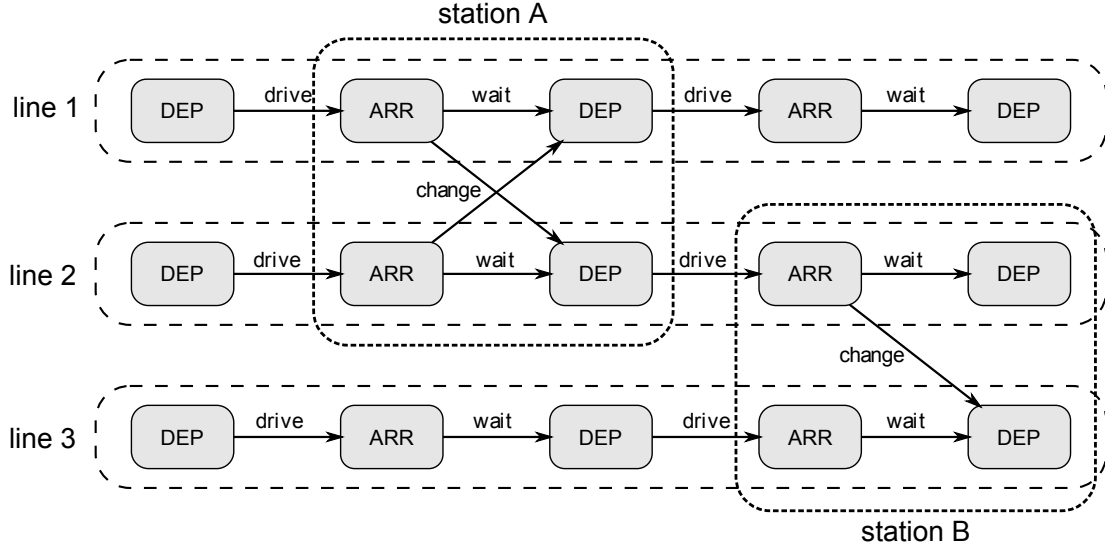 station A
line 1
DEP
drive
ARR
wait
DEP
drive
ARR
wait
DEP
change
line 2
DEP
drive
ARR
wait
DEP
drive
ARR
wait
DEP
change
line 3
DEP
drive
ARR
wait
DEP
drive
ARR
wait
DEP
station B